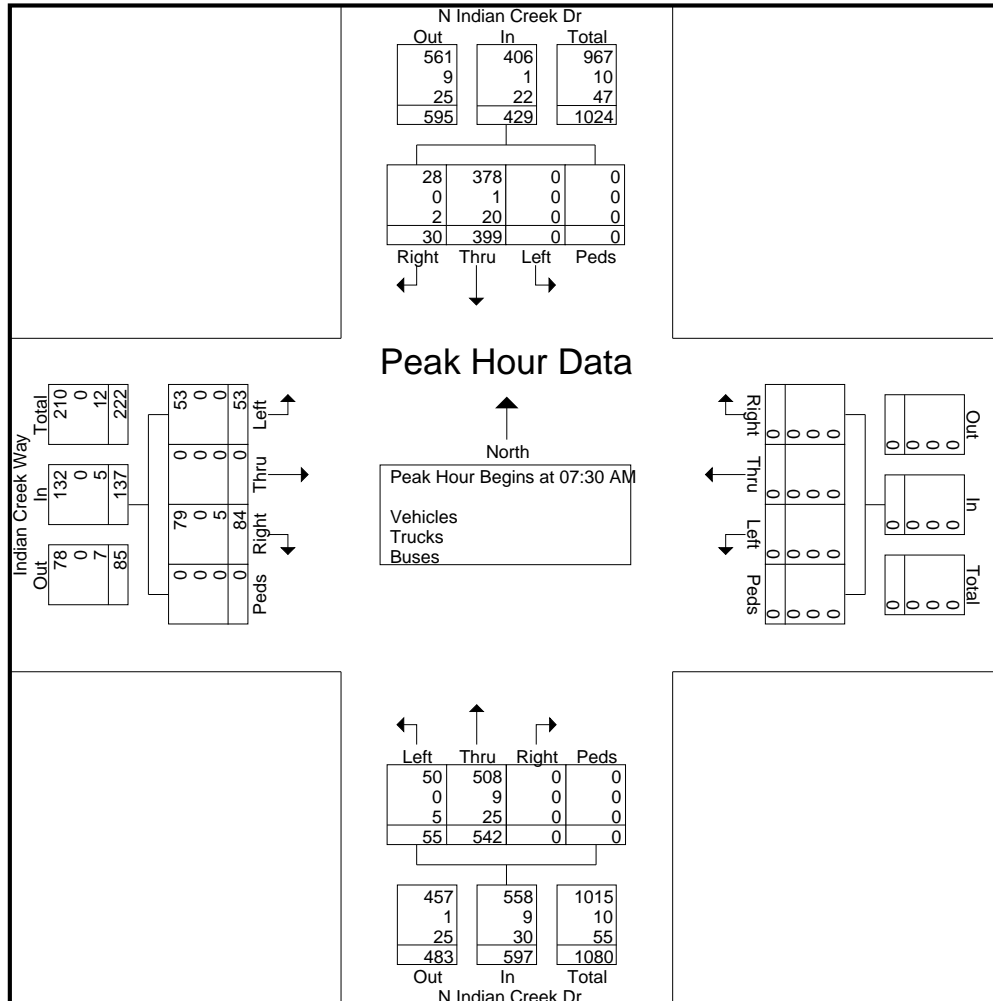 N Indian Creek Dr
Out In Total
561 406 967
9 1 10
25 22 47
595 429 1024
28 378 0 0
0 1 0 0
2 20 0 0
30 399 0 0
Right Thru Left Peds
Peak Hour Data
North
Peak Hour Begins at 07:30 AM
Vehicles
Trucks
Buses
Indian Creek Way
Total In Out
210 132 78
0 0 0
12 5 7
222 137 85
53 0 79 0
0 0 0 0
0 0 5 0
53 0 84 0
Left Thru Right Peds
Right Thru Left Peds
0 0 0 0
0 0 0 0
0 0 0 0
0 0 0 0
Out In Total
0 0 0
0 0 0
0 0 0
0 0 0
Left Thru Right Peds
50 508 0 0
0 9 0 0
5 25 0 0
55 542 0 0
457 558 1015
1 9 10
25 30 55
483 597 1080
Out In Total
N Indian Creek Dr